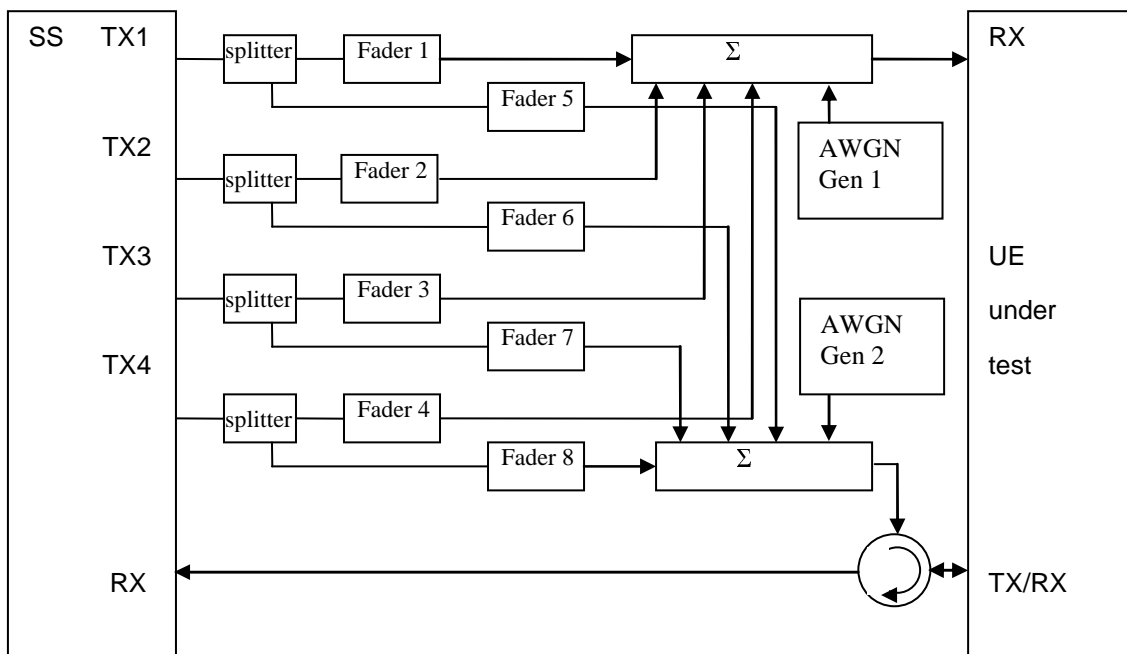 SS TX1
splitter
Fader 1
Σ
RX
Fader 5
TX2
AWGN
Gen 1
splitter
Fader 2
Fader 6
TX3
UE
splitter
Fader 3
AWGN
Gen 2
under
Fader 7
TX4
test
splitter
Fader 4
Fader 8
Σ
RX
TX/RX